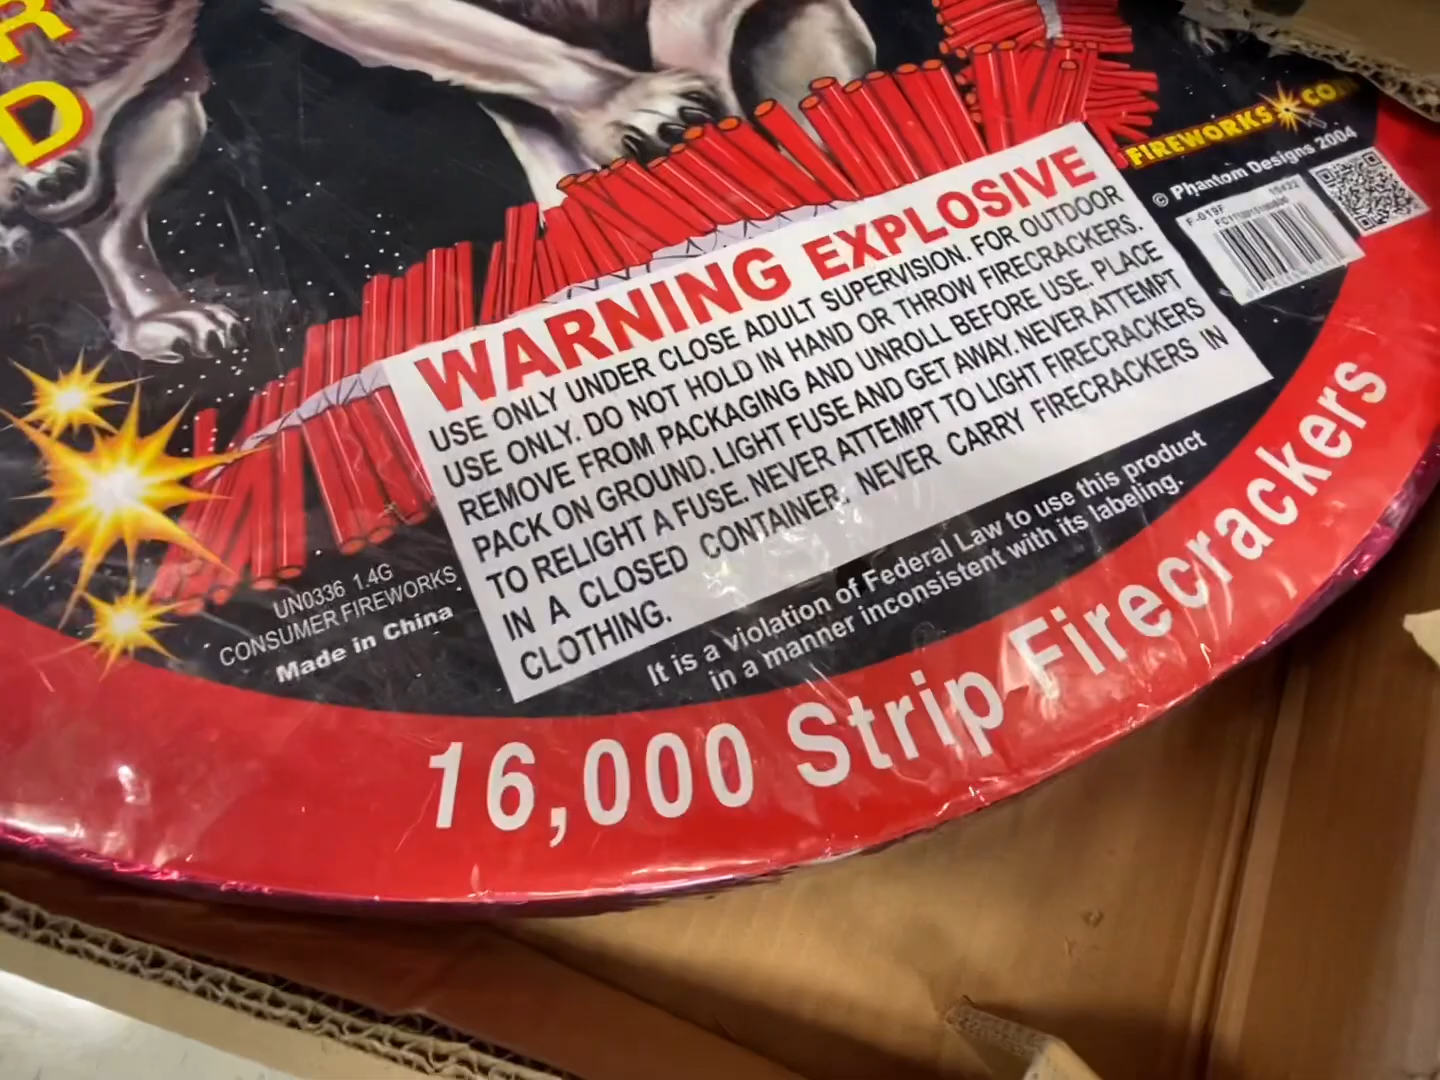 R
D
FIREWORKS
© Phantom Designs 2004
F-019F
WARNING EXPLOSIVE
USE ONLY UNDER CLOSE ADULT SUPERVISION. FOR OUTDOOR
USE ONLY. DO NOT HOLD IN HAND OR THROW FIRECRACKERS.
REMOVE FROM PACKAGING AND UNROLL BEFORE USE. PLACE
PACK ON GROUND. LIGHT FUSE AND GET AWAY. NEVER ATTEMPT
TO RELIGHT A FUSE. NEVER ATTEMPT TO LIGHT FIRECRACKERS
IN A CLOSED CONTAINER. NEVER CARRY FIRECRACKERS IN
CLOTHING.
UN0336 1.4G
CONSUMER FIREWORKS
Made in China
It is a violation of Federal Law to use this product
in a manner inconsistent with its labeling.
16,000 Strip Firecrackers